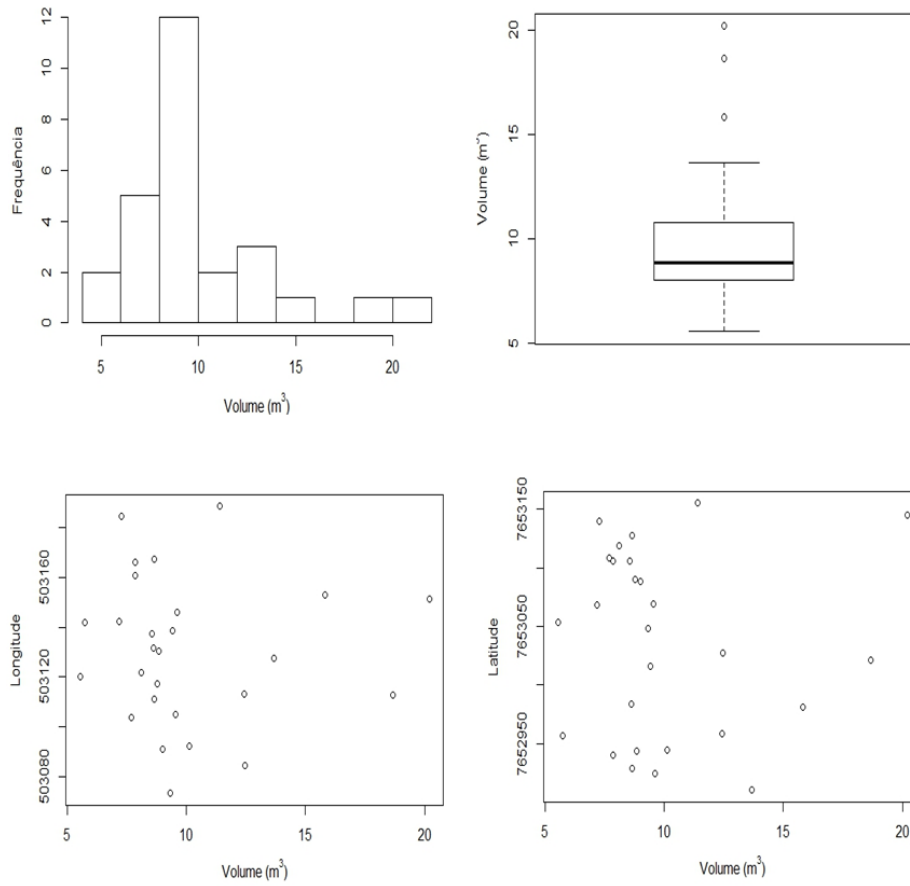 12
10
8
6
4
2
0
Frequência
5 10 15 20
Volume (m³)
20
15
10
5
Volume (m³)
503160
503120
503080
Longitude
5 10 15 20
Volume (m³)
7653150
7653050
7652950
Latitude
5 10 15 20
Volume (m³)